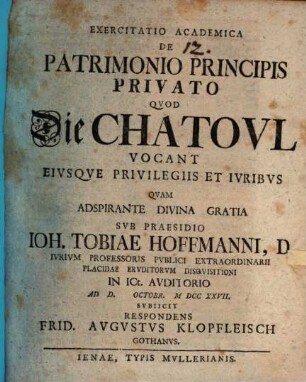 EXERCITATIO ACADEMICA
DE
12.
PATRIMONIO PRINCIPIS
PRIVATO
QVOD
Die CHATOVL
VOCANT
EIVSQVE PRIVILEGIIS ET IVRIBVS
QVAM
ADSPIRANTE DIVINA GRATIA
SVB PRAESIDIO
IOH. TOBIAE HOFFMANNI, D
IVRIVM PROFESSORIS PVBLICI EXTRAORDINARII
PLACIDAE ERVDITORVM DISQVISITIONI
IN ICt. AVDITORIO
AD D. OCTOBR. M DCC XXVII.
SVBIICIT
RESPONDENS
FRID. AVGVSTVS KLOPFLEISCH
GOTHANVS.
IENAE, TYPIS MVLLERIANIS.